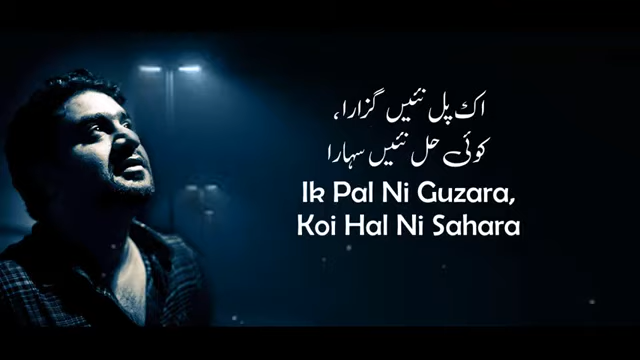 اک پل نئیں گزارا،
کوئی حل نئیں سہارا
Ik Pal Ni Guzara,
Koi Hal Ni Sahara